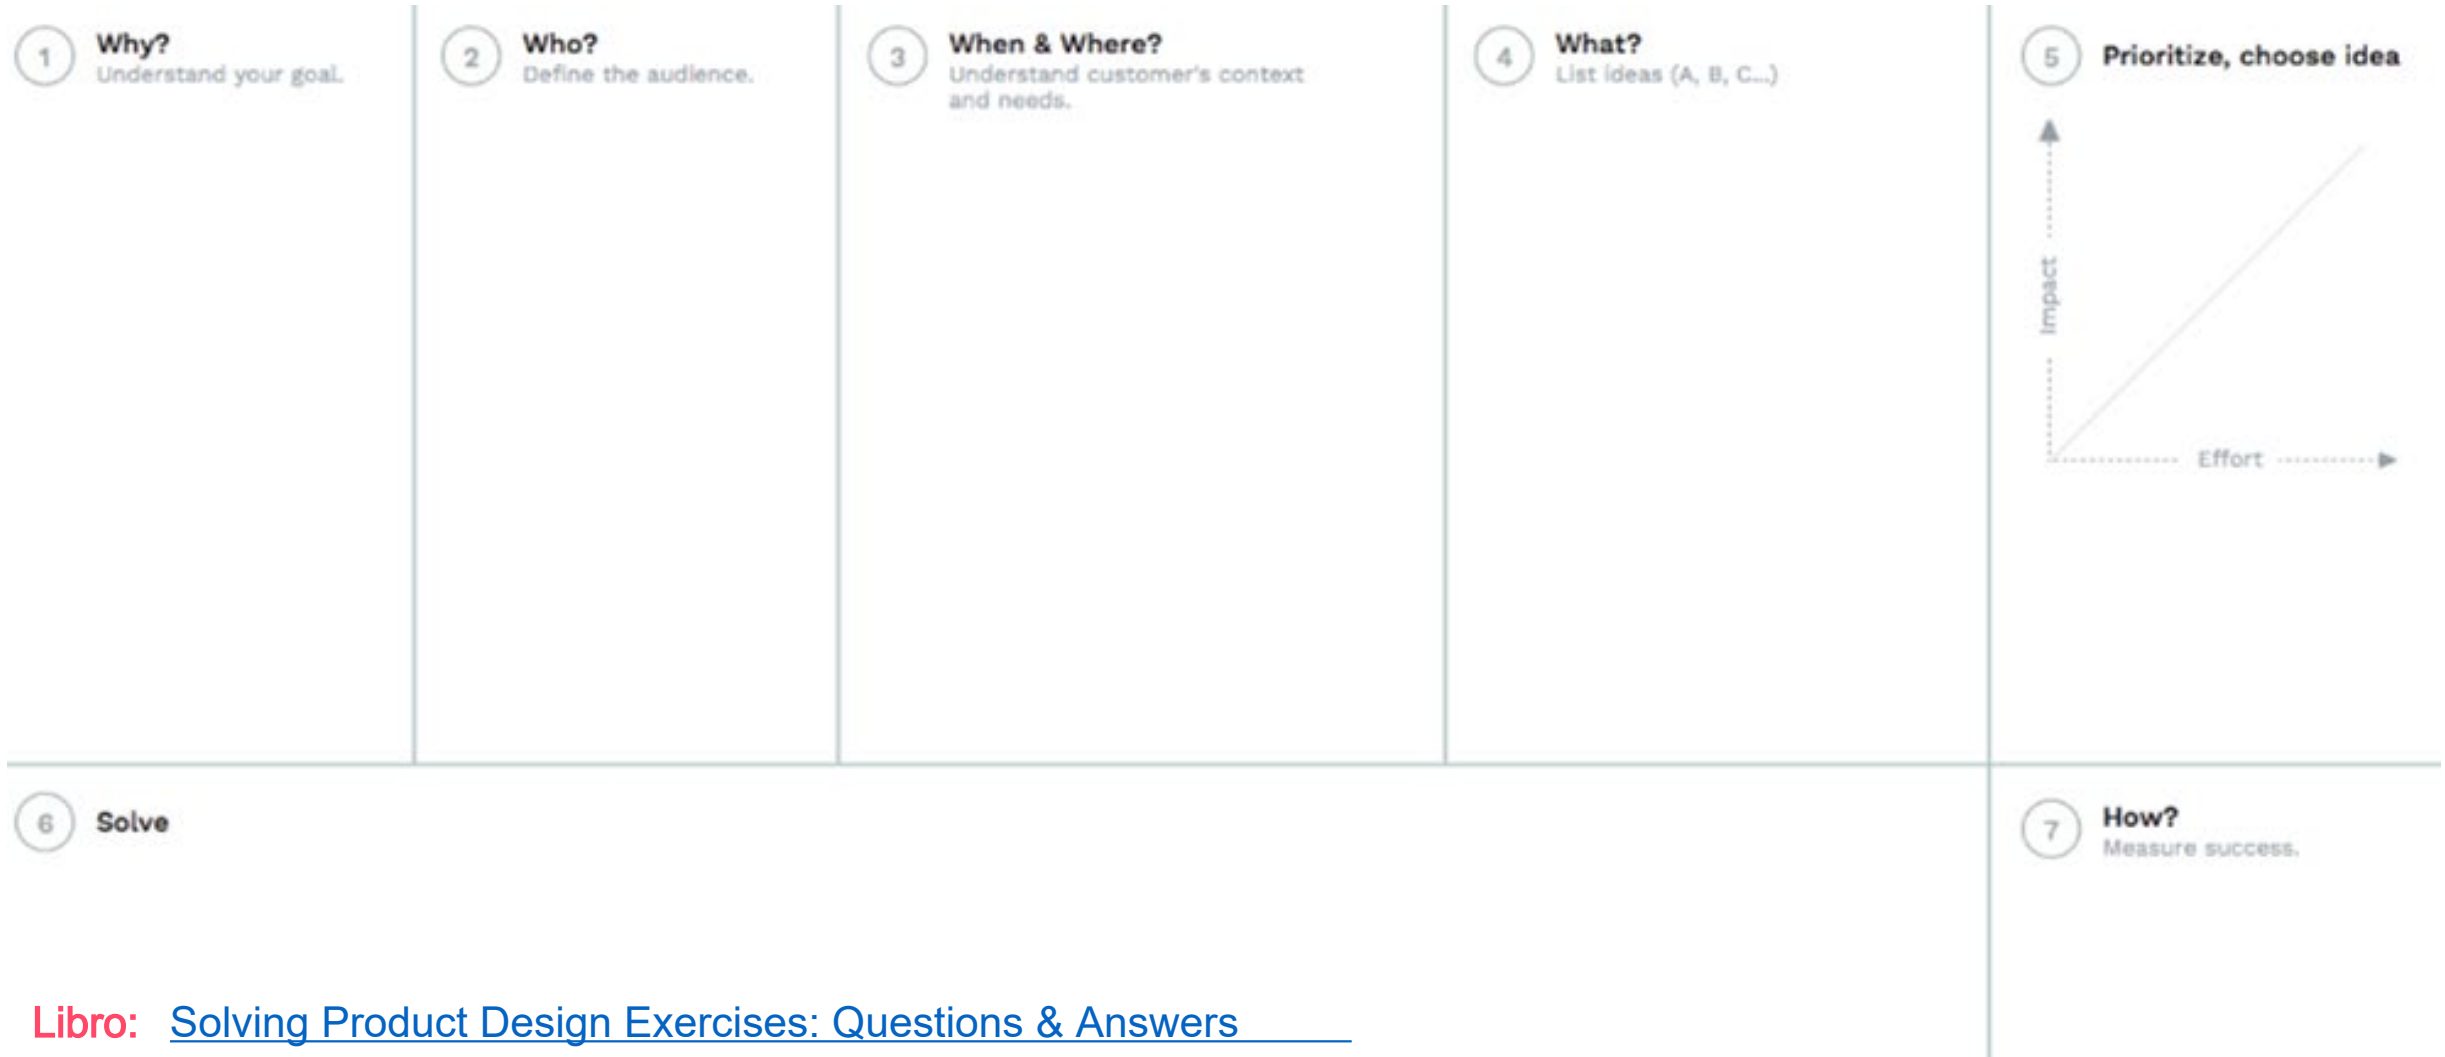 1
Why?
Understand your goal.
2
Who?
Define the audience.
3
When & Where?
Understand customer's context
and needs.
4
What?
List ideas (A, B, C...)
5
Prioritize, choose idea
Impact
Effort
6
Solve
7
How?
Measure success.
Libro: Solving Product Design Exercises: Questions & Answers